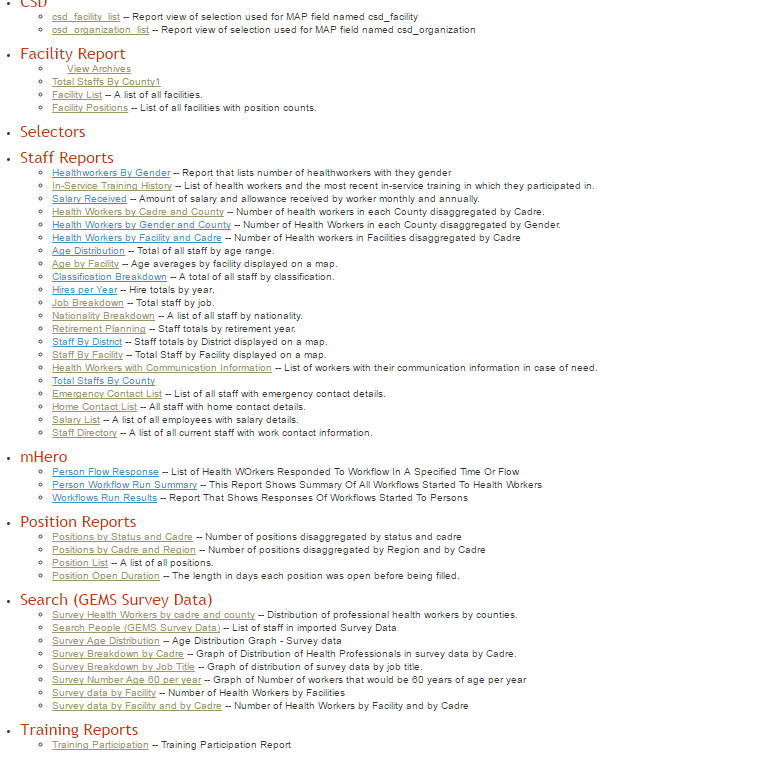 CSD
csd_facility_list -- Report view of selection used for MAP field named csd_facility
csd_organization_list -- Report view of selection used for MAP field named csd_organization
Facility Report
View Archives
Total Staffs By County1
Facility List -- A list of all facilities.
Facility Positions -- List of all facilities with position counts.
Selectors
Staff Reports
Healthworkers By Gender -- Report that lists number of healthworkers with they gender
In-Service Training History -- List of health workers and the most recent in-service training in which they participated in.
Salary Received -- Amount of salary and allowance received by worker monthly and annually.
Health Workers by Cadre and County -- Number of health workers in each County disaggregated by Cadre.
Health Workers by Gender and County -- Number of Health Workers in each County disaggregated by Gender.
Health Workers by Facility and Cadre -- Number of Health workers in Facilities disaggregated by Cadre
Age Distribution -- Total of all staff by age range.
Age by Facility -- Age averages by facility displayed on a map.
Classification Breakdown -- A total of all staff by classification.
Hires per Year -- Hire totals by year.
Job Breakdown -- Total staff by job.
Nationality Breakdown -- A list of all staff by nationality.
Retirement Planning -- Staff totals by retirement year.
Staff By District -- Staff totals by District displayed on a map.
Staff By Facility -- Total Staff by Facility displayed on a map.
Health Workers with Communication Information -- List of workers with their communication information in case of need.
Total Staffs By County
Emergency Contact List -- List of all staff with emergency contact details.
Home Contact List -- All staff with home contact details.
Salary List -- A list of all employees with salary details.
Staff Directory -- A list of all current staff with work contact information.
mHero
Person Flow Response -- List of Health WOrkers Responded To Workflow In A Specified Time Or Flow
Person Workflow Run Summary -- This Report Shows Summary Of All Workflows Started To Health Workers
Workflows Run Results -- Report That Shows Responses Of Workflows Started To Persons
Position Reports
Positions by Status and Cadre -- Number of positions disaggregated by status and cadre
Positions by Cadre and Region -- Number of positions disaggregated by Region and by Cadre
Position List -- A list of all positions.
Position Open Duration -- The length in days each position was open before being filled.
Search (GEMS Survey Data)
Survey Health Workers by cadre and county -- Distribution of professional health workers by counties.
Search People (GEMS Survey Data) -- List of staff in imported Survey Data
Survey Age Distribution -- Age Distribution Graph - Survey data
Survey Breakdown by Cadre -- Graph of Distribution of Health Professionals in survey data by Cadre.
Survey Breakdown by Job Title -- Graph of distribution of survey data by job title.
Survey Number Age 60 per year -- Graph of Number of workers that would be 60 years of age per year
Survey data by Facility -- Number of Health Workers by Facilities
Survey data by Facility and by Cadre -- Number of Health Workers by Facility and by Cadre
Training Reports
Training Participation -- Training Participation Report